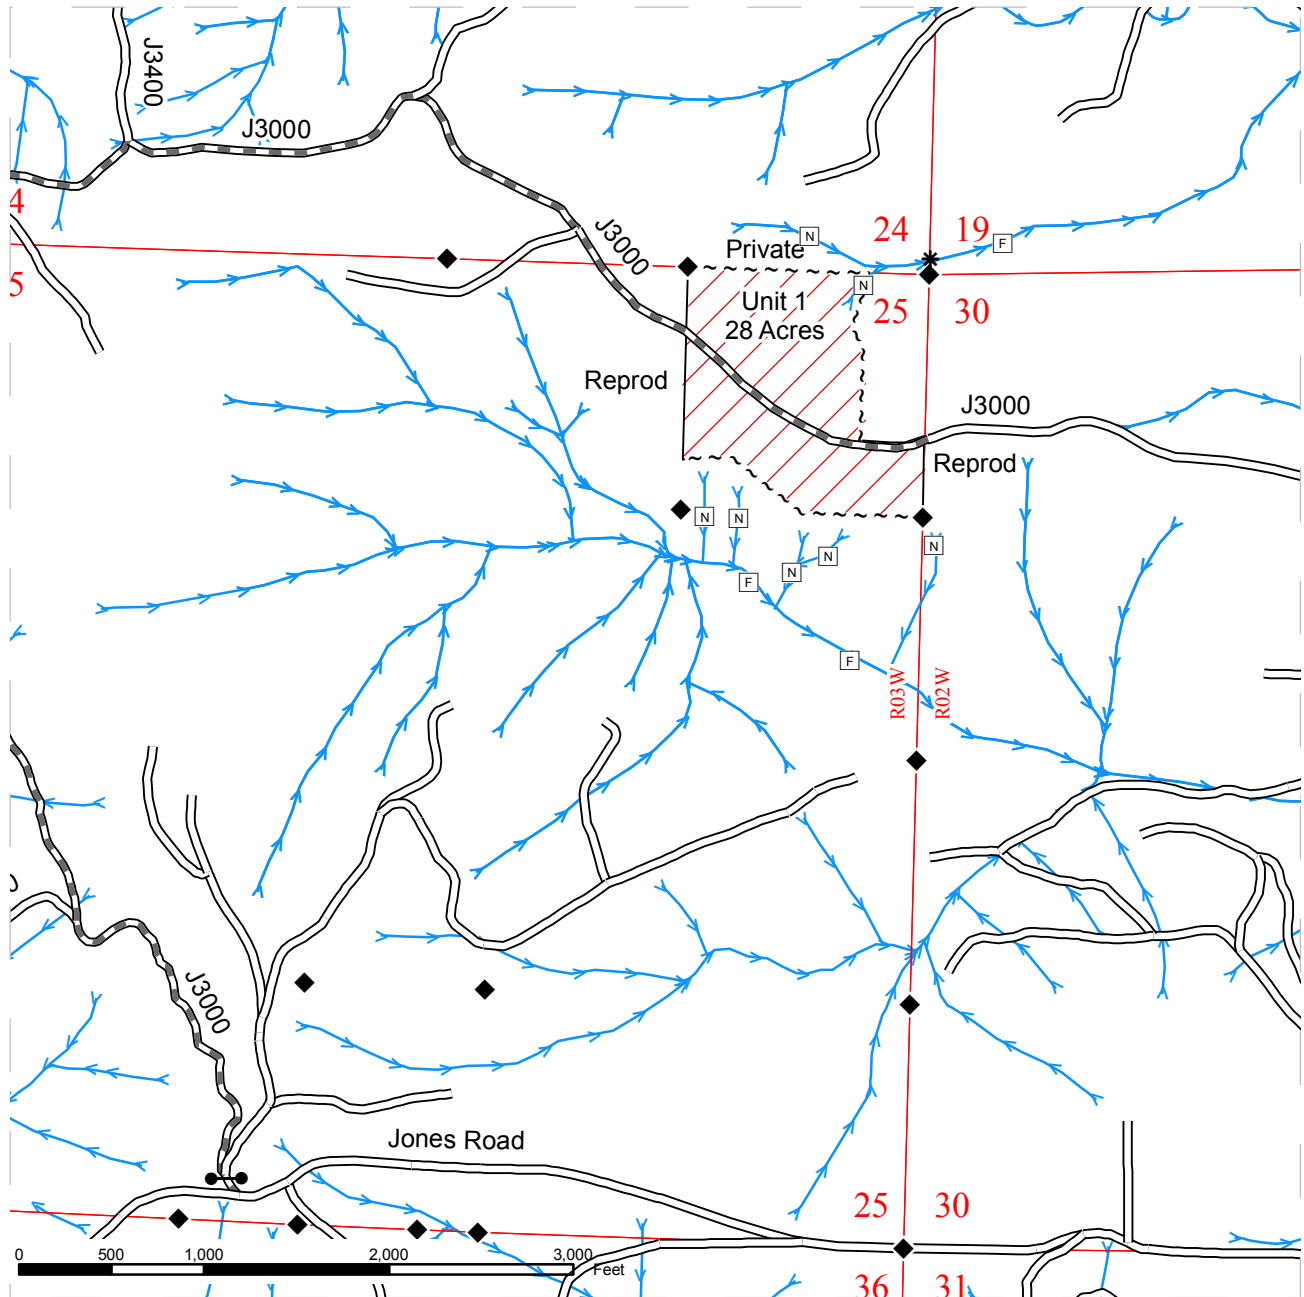 J3400
J3000
4
5
J3000
Private
N
24
19
F
N
Unit 1
28 Acres
25
30
Reprod
J3000
Reprod
N
N
N
N
N
F
F
R03W
R02W
J3000
Jones Road
25
30
0 500 1,000 2,000 3,000
Feet
36
31